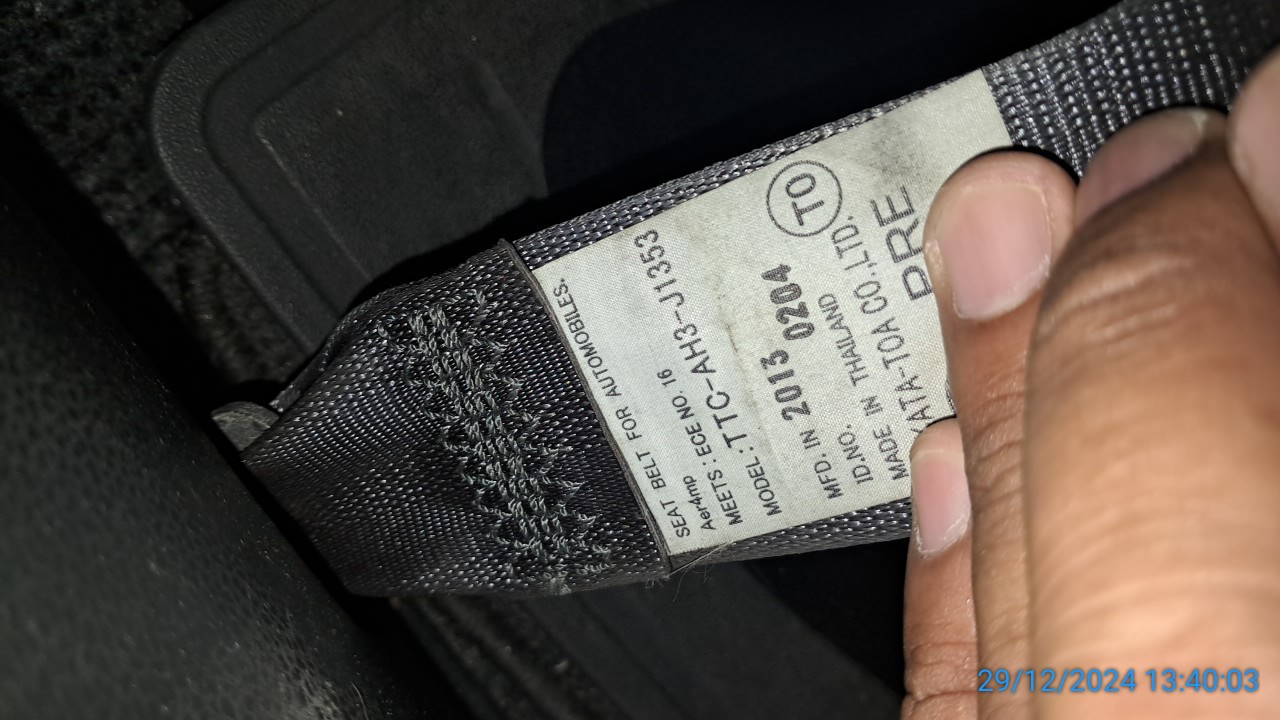 SEAT BELT FOR AUTOMOBILES.
Aer4mp
MEETS : ECE NO. 16
MODEL : TTC-AH3-J1353
MFD. IN 2013 0204
ID.NO.
MADE IN THAILAND
TO
KATA-TOA CO.,LTD.
PRE
29/12/2024 13:40:03